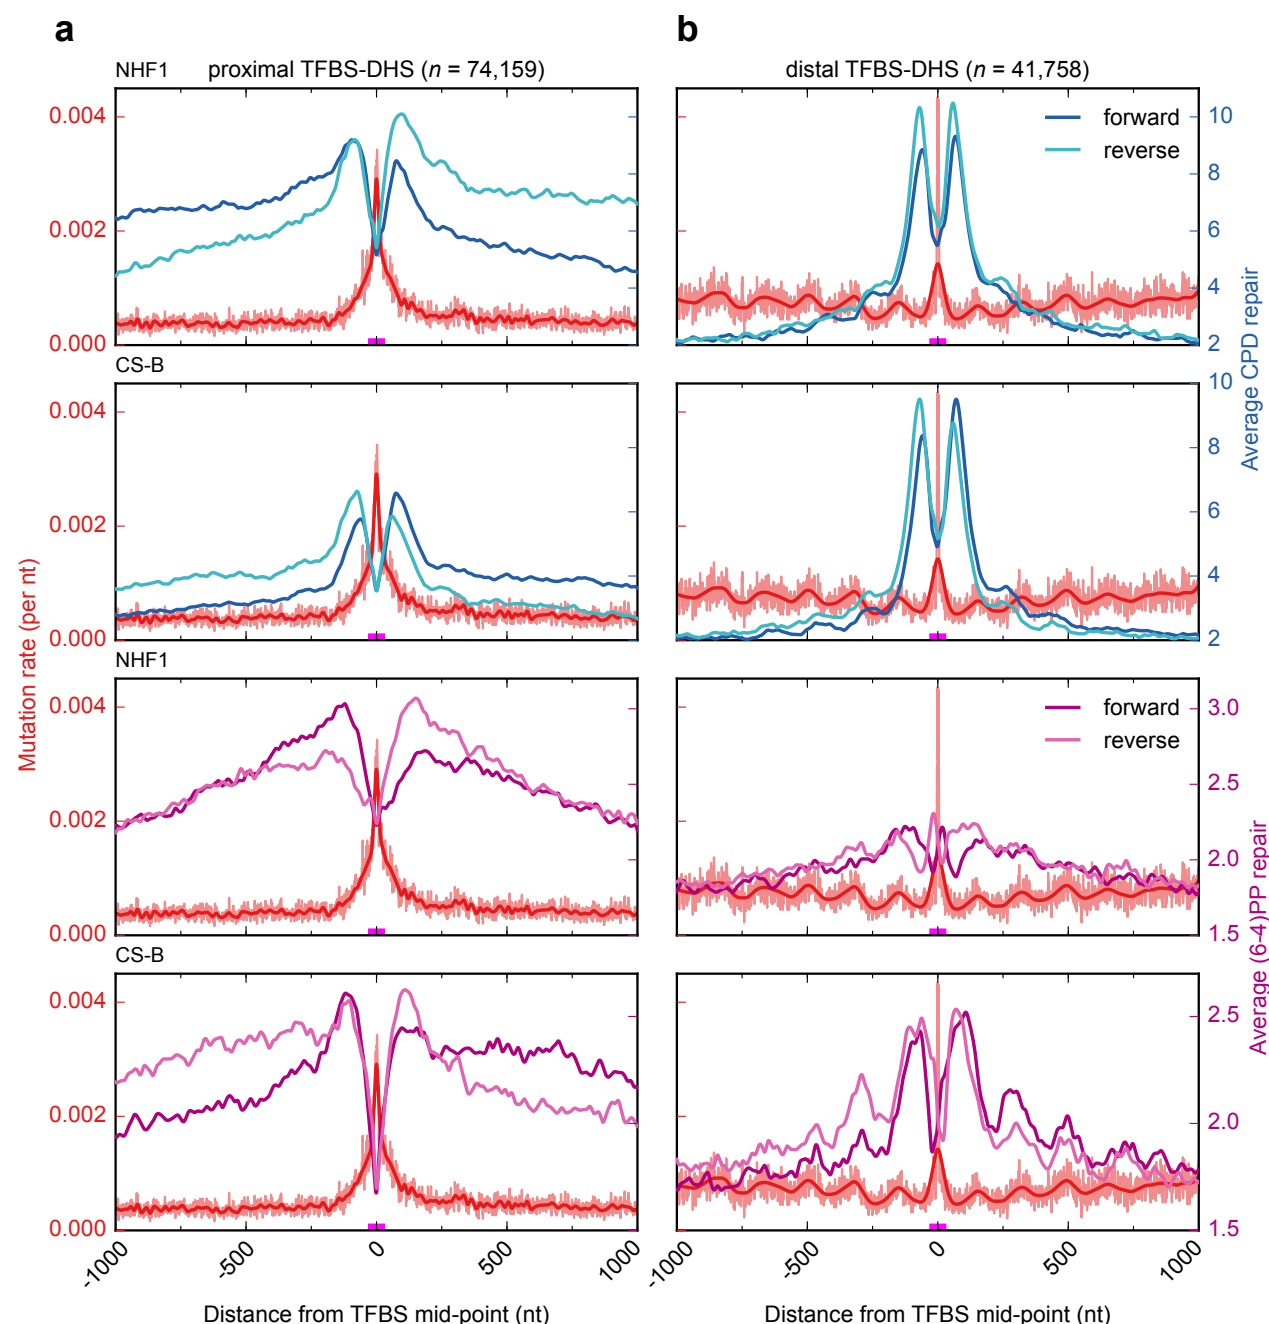 a
b
NHF1
proximal TFBS-DHS (n = 74,159)
distal TFBS-DHS (n = 41,758)
0.004
0.002
0.000
forward
reverse
10
8
6
4
2
CS-B
0.004
0.002
0.000
10
8
6
4
2
Average CPD repair
Mutation rate (per nt)
NHF1
0.004
0.002
0.000
forward
reverse
3.0
2.5
2.0
1.5
CS-B
0.004
0.002
0.000
2.5
2.0
1.5
Average (6-4)PP repair
-1000
-500
0
500
1000
-1000
-500
0
500
1000
Distance from TFBS mid-point (nt)
Distance from TFBS mid-point (nt)